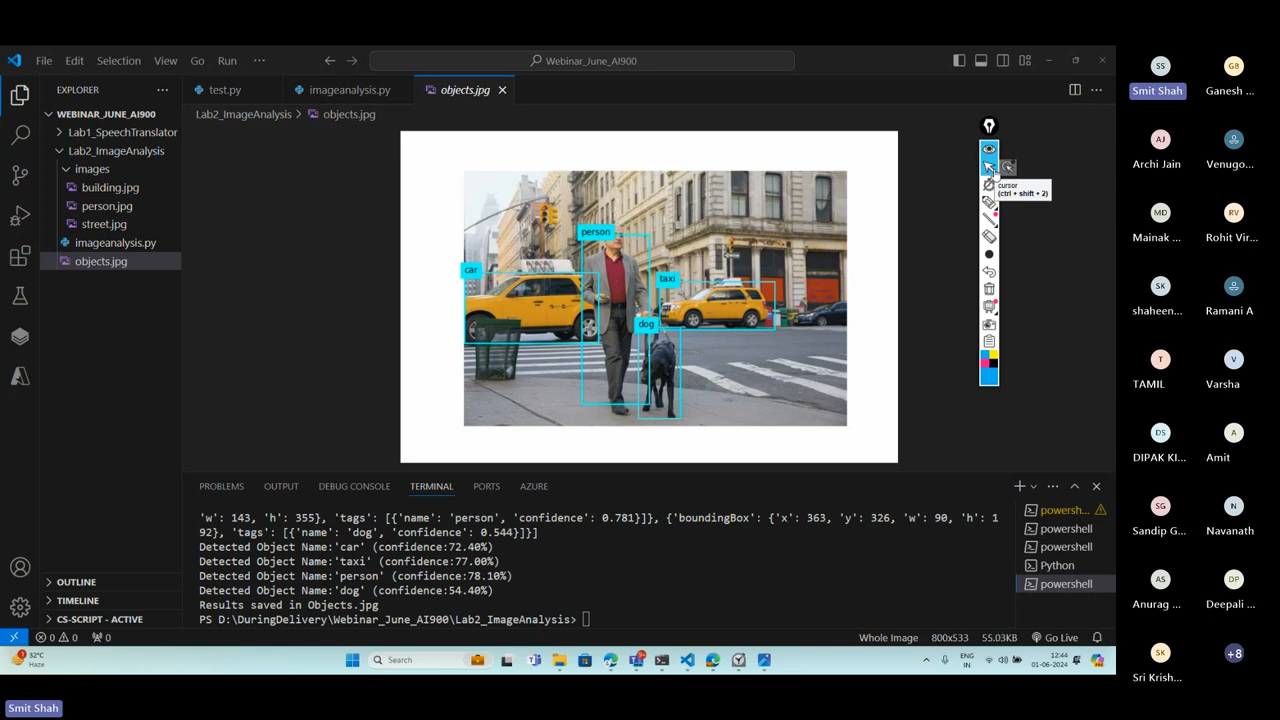 File Edit Selection View Go Run ···
Webinar_June_AI900
EXPLORER ···
WEBINAR_JUNE_AI900
Lab1_SpeechTranslator
Lab2_ImageAnalysis
images
building.jpg
person.jpg
street.jpg
imageanalysis.py
objects.jpg
OUTLINE
TIMELINE
CS-SCRIPT - ACTIVE
test.py imageanalysis.py objects.jpg
Lab2_ImageAnalysis > objects.jpg
person
car
taxi
dog
cursor
(ctrl + shift + 2)
PROBLEMS OUTPUT DEBUG CONSOLE TERMINAL PORTS AZURE
'w': 143, 'h': 355}, 'tags': [{'name': 'person', 'confidence': 0.781}]}, {'boundingBox': {'x': 363, 'y': 326, 'w': 90, 'h': 1
92}, 'tags': [{'name': 'dog', 'confidence': 0.544}]}]
Detected Object Name:'car' (confidence:72.40%)
Detected Object Name:'taxi' (confidence:77.00%)
Detected Object Name:'person' (confidence:78.10%)
Detected Object Name:'dog' (confidence:54.40%)
Results saved in Objects.jpg
PS D:\DuringDelivery\Webinar_June_AI900\Lab2_ImageAnalysis>
powersh...
powershell
powershell
Python
powershell
0 0 0
Whole Image 800x533 55.03KB Go Live
32°C
Haze
Search
ENG
IN
12:44
01-06-2024
SS GB
Smit Shah Ganesh ...
AJ
Archi Jain Venugo...
MD RV
Mainak ... Rohit Vir...
SK
shaheen... Ramani A
T V
TAMIL Varsha
DS A
DIPAK KI... Amit
SG N
Sandip G... Navanath
AS DP
Anurag ... Deepali ...
SK +8
Sri Krish...
Smit Shah